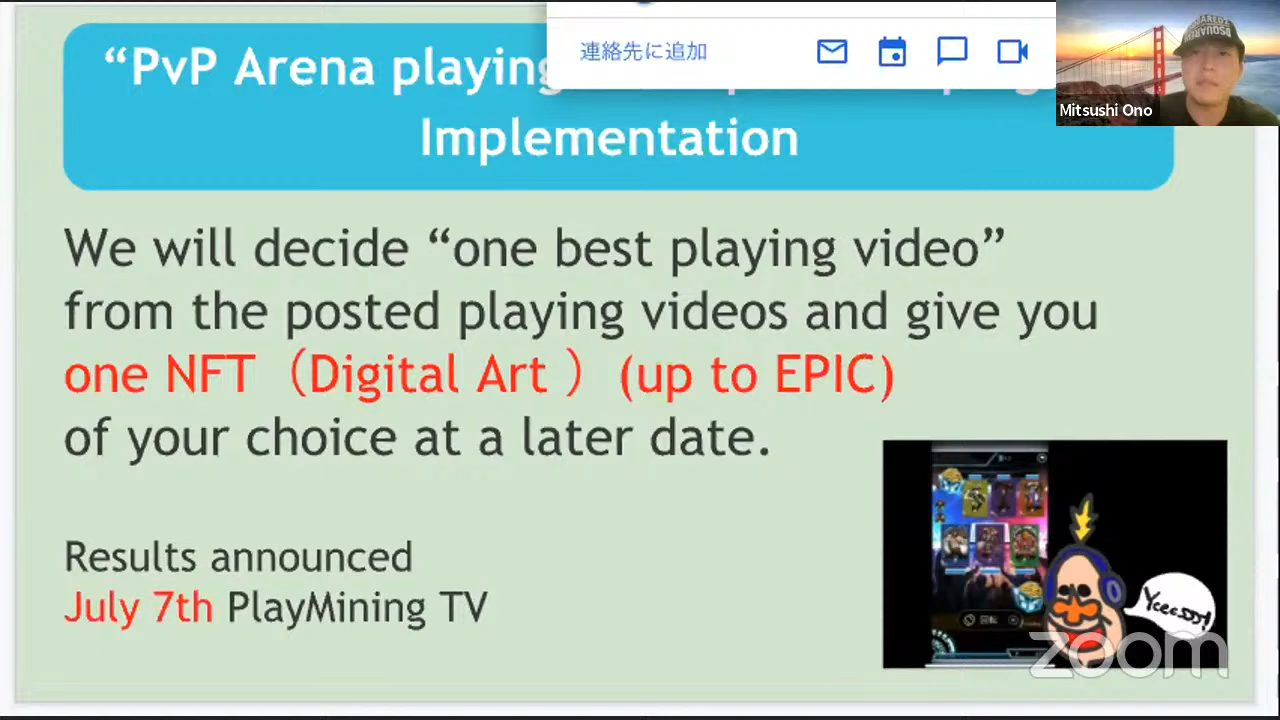 連絡先に追加
Mitsushi Ono
“PvP Arena playing
Implementation
We will decide “one best playing video”
from the posted playing videos and give you
one NFT（Digital Art ）(up to EPIC)
of your choice at a later date.
Results announced
July 7th PlayMining TV
zoom